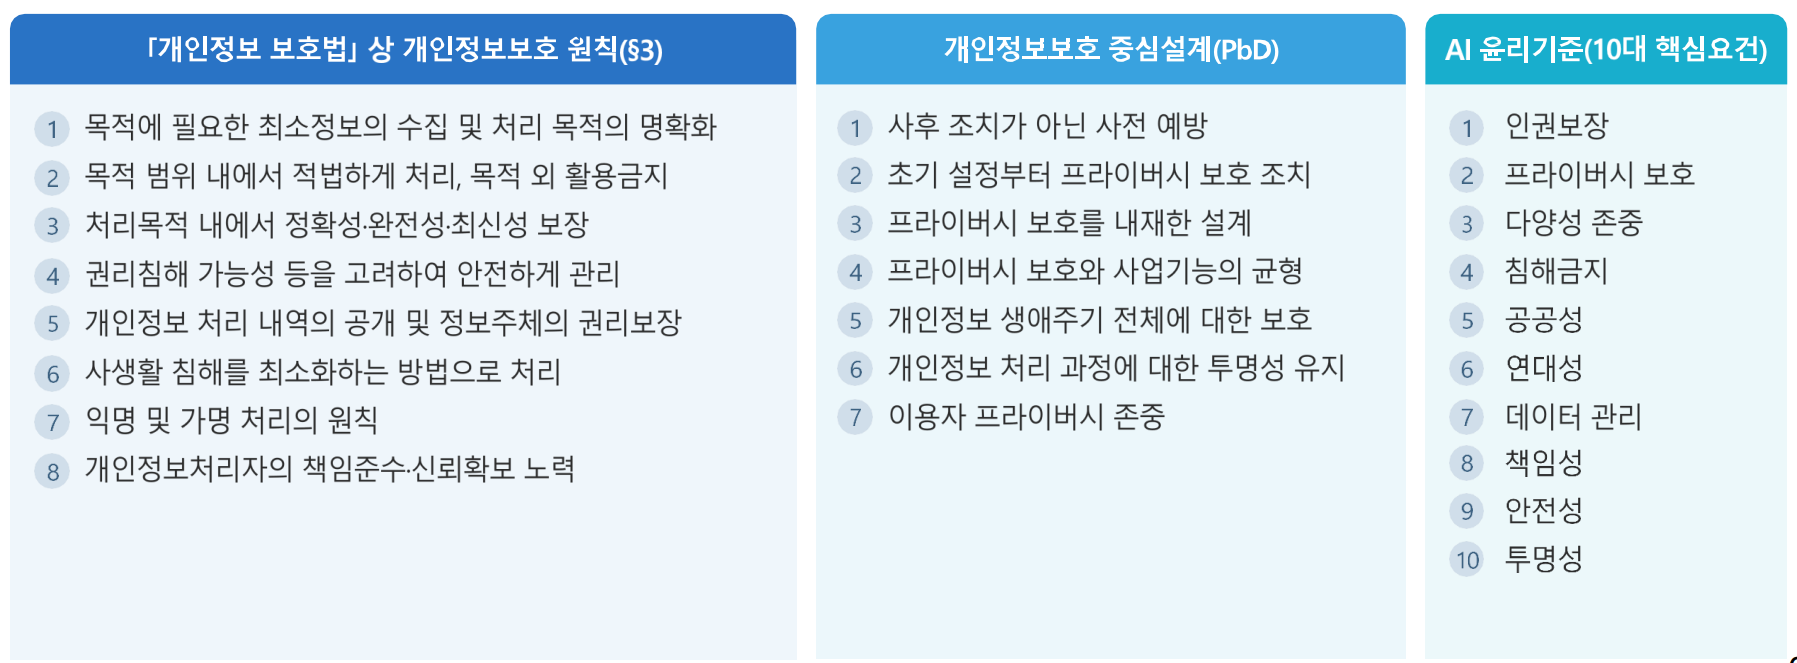 「개인정보 보호법」 상 개인정보보호 원칙(§3)
1 목적에 필요한 최소정보의 수집 및 처리 목적의 명확화
2 목적 범위 내에서 적법하게 처리, 목적 외 활용금지
3 처리목적 내에서 정확성·완전성·최신성 보장
4 권리침해 가능성 등을 고려하여 안전하게 관리
5 개인정보 처리 내역의 공개 및 정보주체의 권리보장
6 사생활 침해를 최소화하는 방법으로 처리
7 익명 및 가명 처리의 원칙
8 개인정보처리자의 책임준수·신뢰확보 노력
개인정보보호 중심설계(PbD)
1 사후 조치가 아닌 사전 예방
2 초기 설정부터 프라이버시 보호 조치
3 프라이버시 보호를 내재한 설계
4 프라이버시 보호와 사업기능의 균형
5 개인정보 생애주기 전체에 대한 보호
6 개인정보 처리 과정에 대한 투명성 유지
7 이용자 프라이버시 존중
AI 윤리기준(10대 핵심요건)
1 인권보장
2 프라이버시 보호
3 다양성 존중
4 침해금지
5 공공성
6 연대성
7 데이터 관리
8 책임성
9 안전성
10 투명성